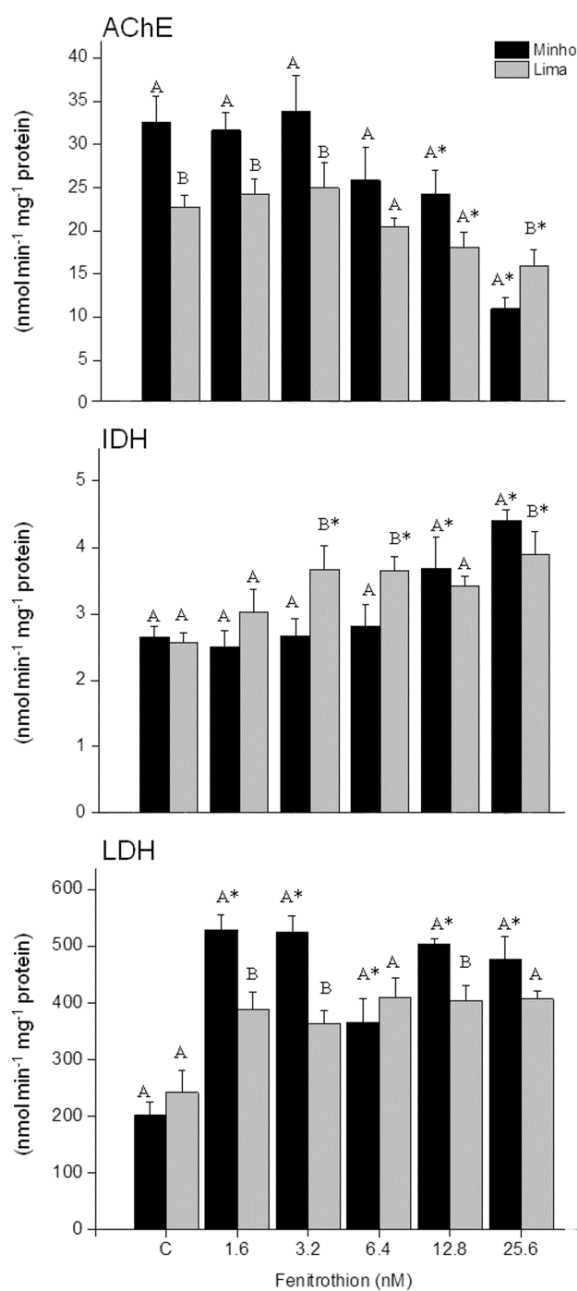 AChE
Minho
Lima
(nmol min-1 mg-1 protein)
40
35
30
25
20
15
10
5
0
A B A B A B A A A* A* A* B*
IDH
(nmol min-1 mg-1 protein)
5
4
3
2
1
0
A A A A A B* A B* A* A A* B*
LDH
(nmol min-1 mg-1 protein)
600
500
400
300
200
100
0
A A A* B A* B A* A A* B A* A
C 1.6 3.2 6.4 12.8 25.6
Fenitrothion (nM)